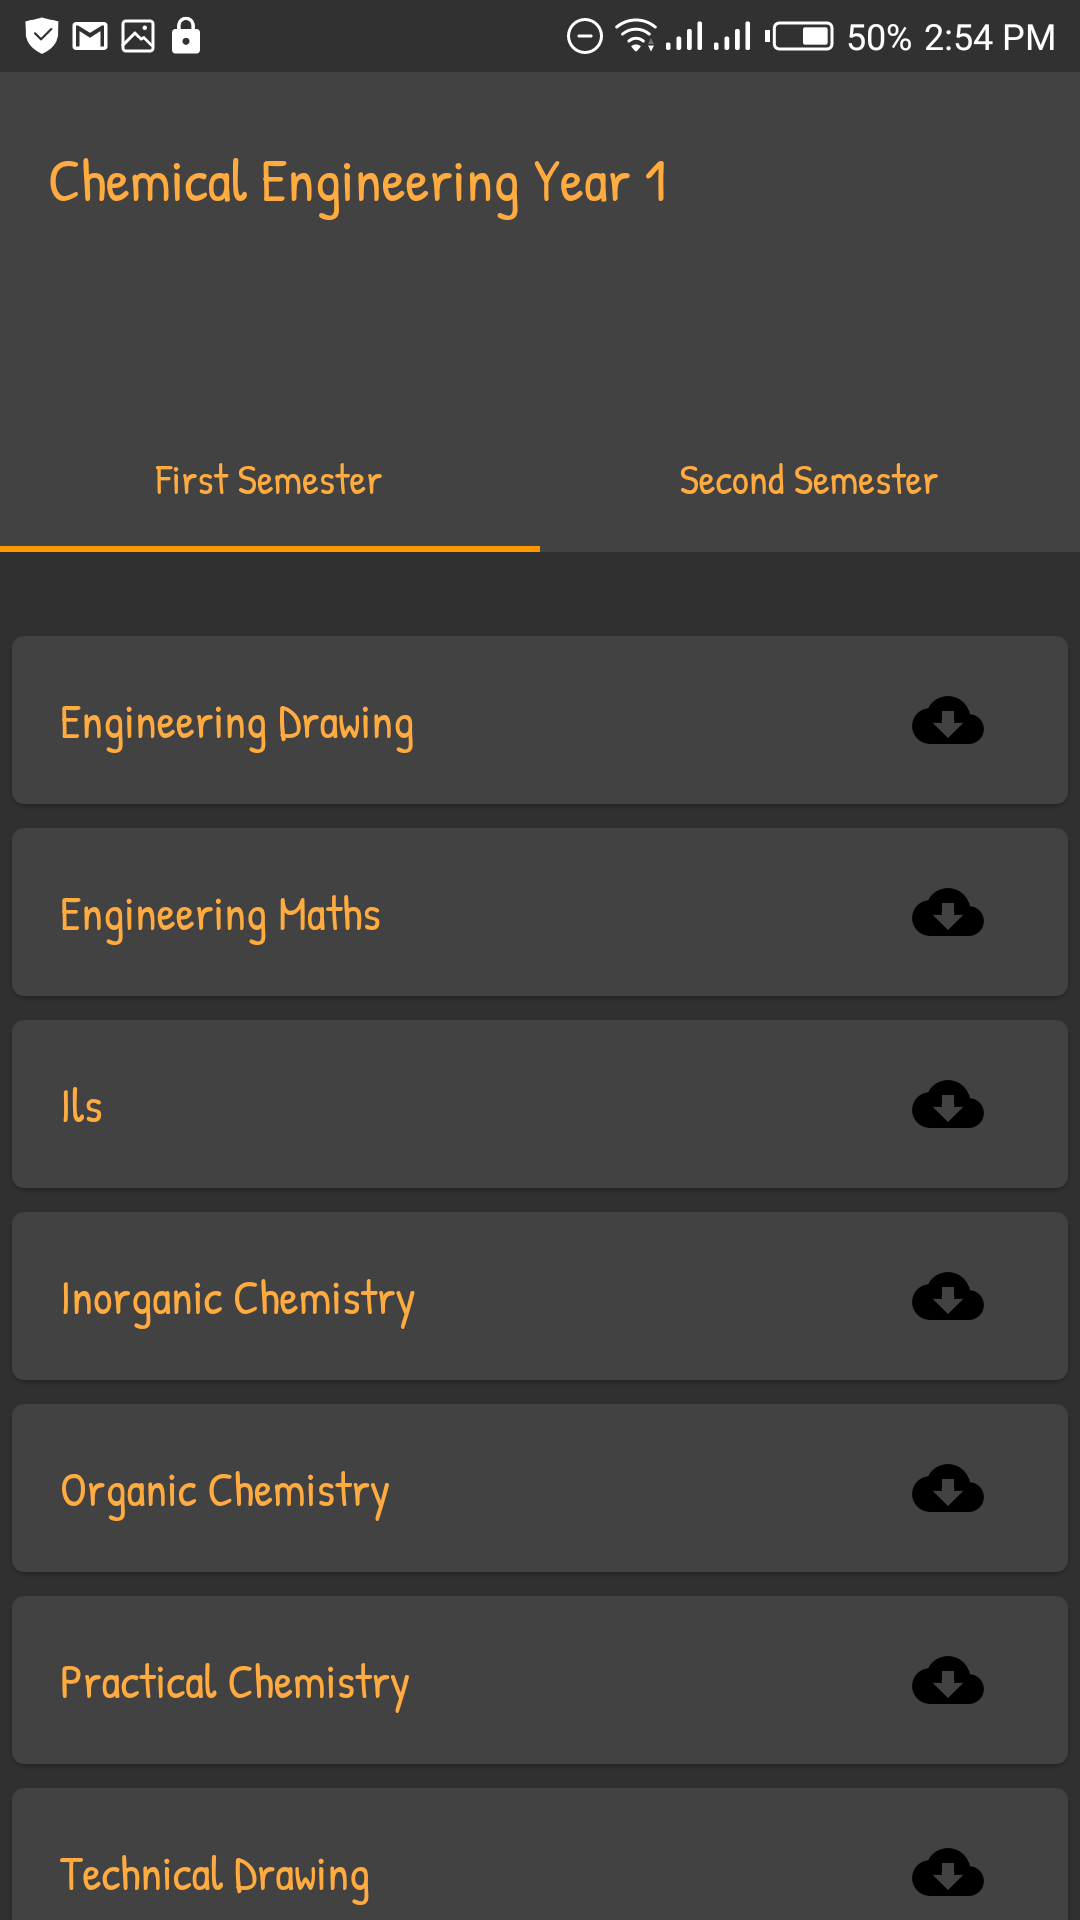 50% 2:54 PM
Chemical Engineering Year 1
First Semester
Second Semester
Engineering Drawing
Engineering Maths
Ils
Inorganic Chemistry
Organic Chemistry
Practical Chemistry
Technical Drawing